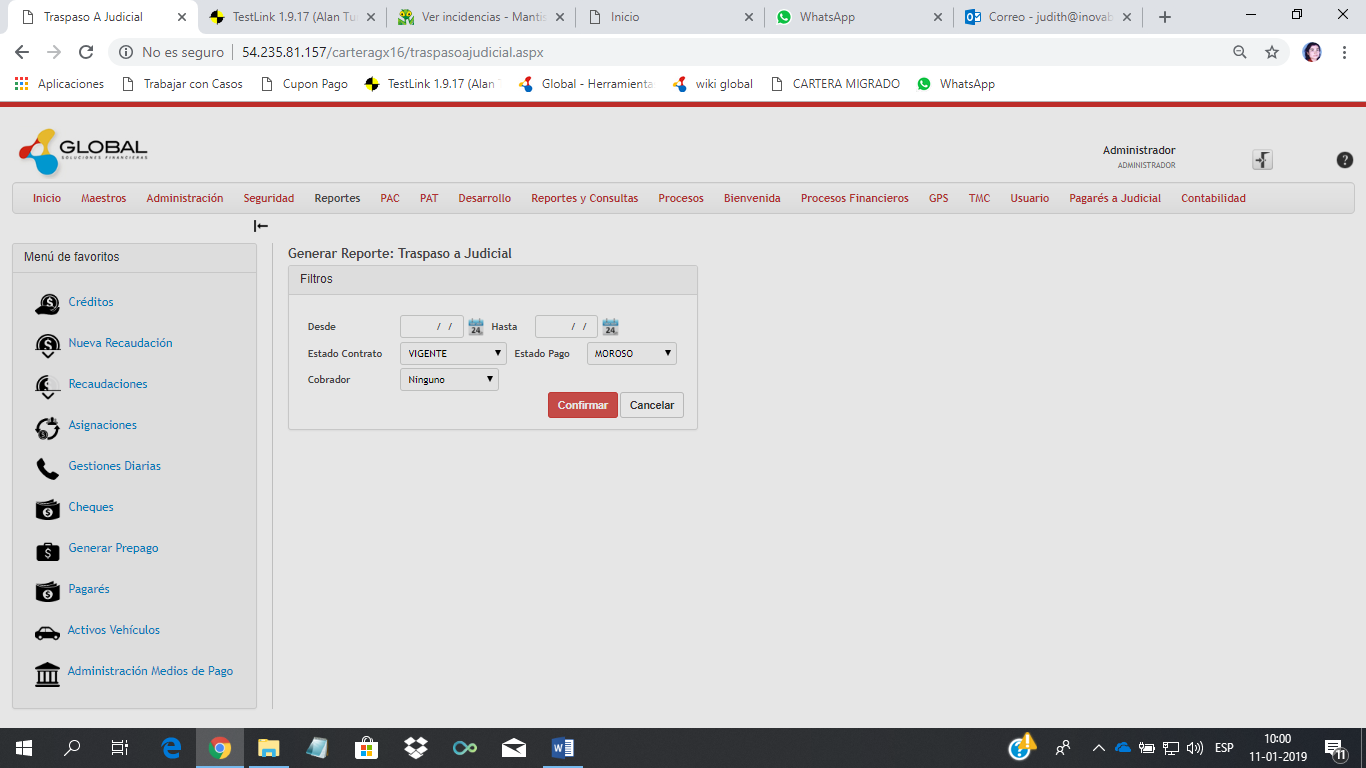 Traspaso A Judicial
TestLink 1.9.17 (Alan Tu
Ver incidencias - Mantis
Inicio
WhatsApp
Correo - judith@inovab
No es seguro | 54.235.81.157/carteragx16/traspasoajudicial.aspx
Aplicaciones
Trabajar con Casos
Cupon Pago
TestLink 1.9.17 (Alan T
Global - Herramienta
wiki global
CARTERA MIGRADO
WhatsApp
GLOBAL
SOLUCIONES FINANCIERAS
Administrador
ADMINISTRADOR
Inicio Maestros Administración Seguridad Reportes PAC PAT Desarrollo Reportes y Consultas Procesos Bienvenida Procesos Financieros GPS TMC Usuario Pagarés a Judicial Contabilidad
Menú de favoritos
Créditos
Nueva Recaudación
Recaudaciones
Asignaciones
Gestiones Diarias
Cheques
Generar Prepago
Pagarés
Activos Vehículos
Administración Medios de Pago
Generar Reporte: Traspaso a Judicial
Filtros
Desde / / 24 Hasta / / 24
Estado Contrato VIGENTE Estado Pago MOROSO
Cobrador Ninguno
Confirmar Cancelar
ESP
10:00
11-01-2019
11